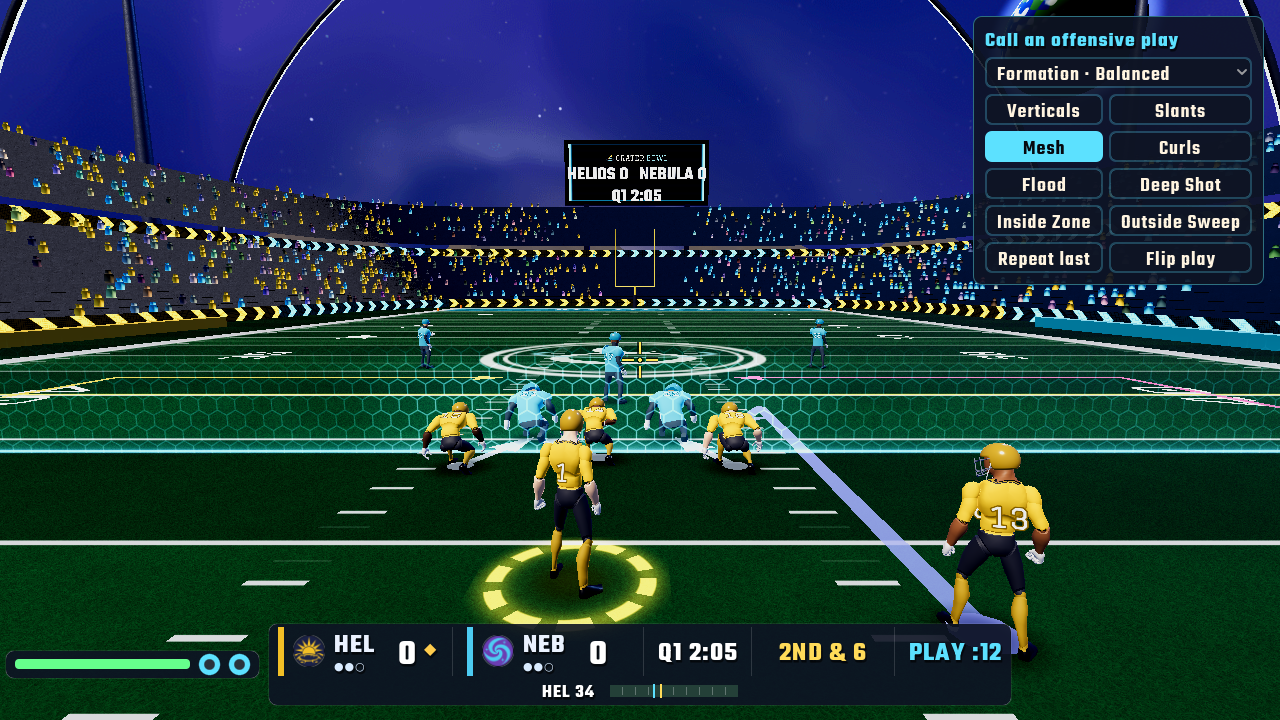 Call an offensive play
Formation · Balanced
Verticals
Slants
Mesh
Curls
Flood
Deep Shot
Inside Zone
Outside Sweep
Repeat last
Flip play
CRATER BOWL
HELIOS 0 NEBULA 0
Q1 2:05
1
13
HEL 0
NEB 0
Q1 2:05
2ND & 6
PLAY :12
HEL 34